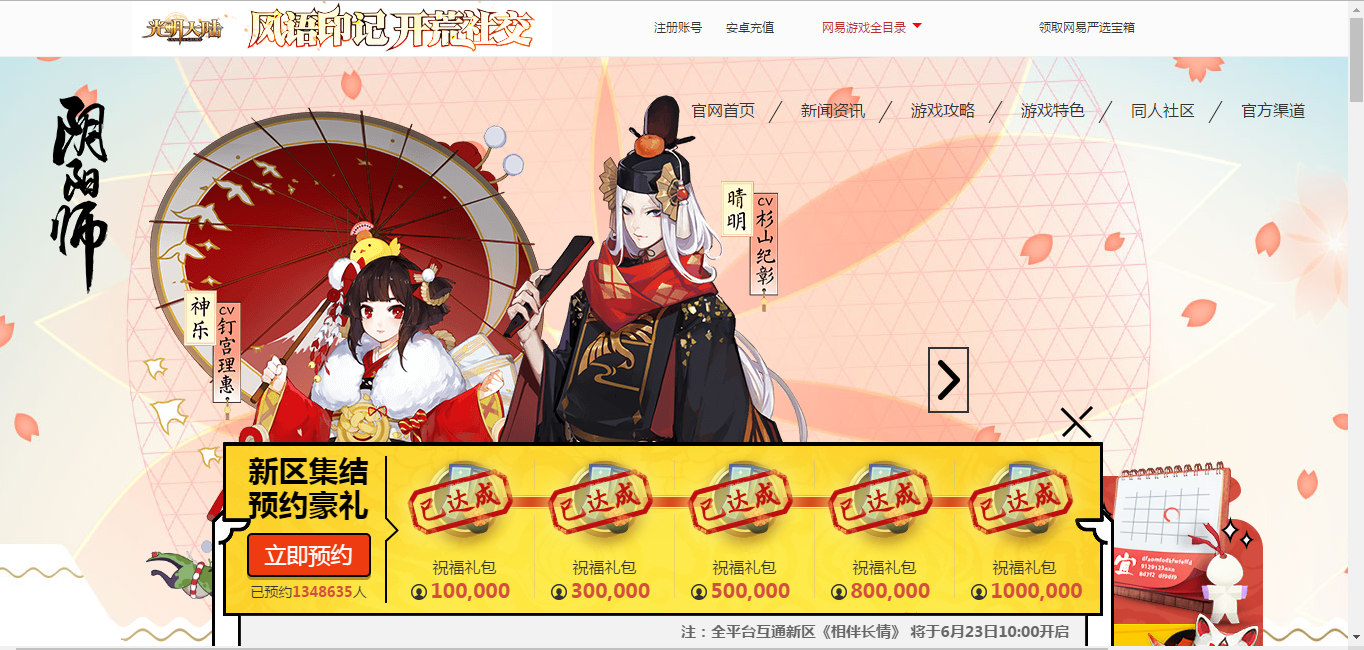 光明大陆
风语印记 开荒社交
注册账号
安卓充值
网易游戏全目录
领取网易严选宝箱
阴阳师
官网首页 / 新闻资讯 / 游戏攻略 / 游戏特色 / 同人社区 / 官方渠道
晴明
cv杉山纪彰
神乐
cv钉宫理惠
新区集结
预约豪礼
立即预约
已预约1348635人
已达成
祝福礼包
100,000
已达成
祝福礼包
300,000
已达成
祝福礼包
500,000
已达成
祝福礼包
800,000
已达成
祝福礼包
1000,000
注：全平台互通新区《相伴长情》 将于6月23日10:00开启